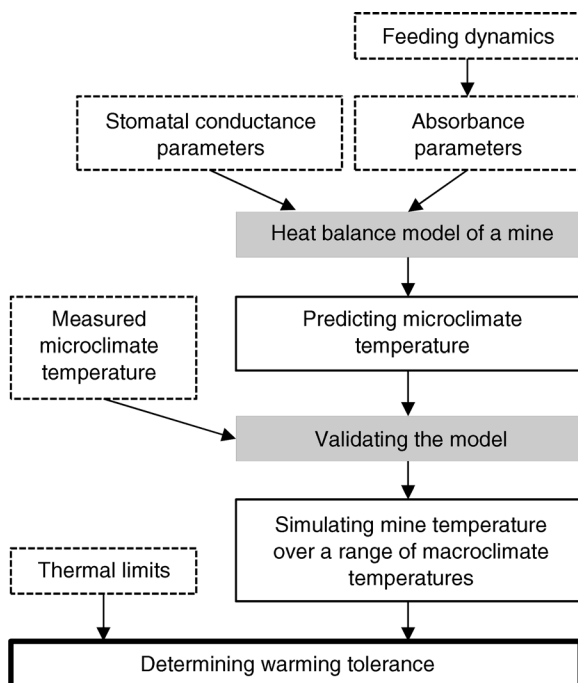 Feeding dynamics
Stomatal conductance
parameters
Absorbance
parameters
Heat balance model of a mine
Measured
microclimate
temperature
Predicting microclimate
temperature
Validating the model
Simulating mine temperature
over a range of macroclimate
temperatures
Thermal limits
Determining warming tolerance